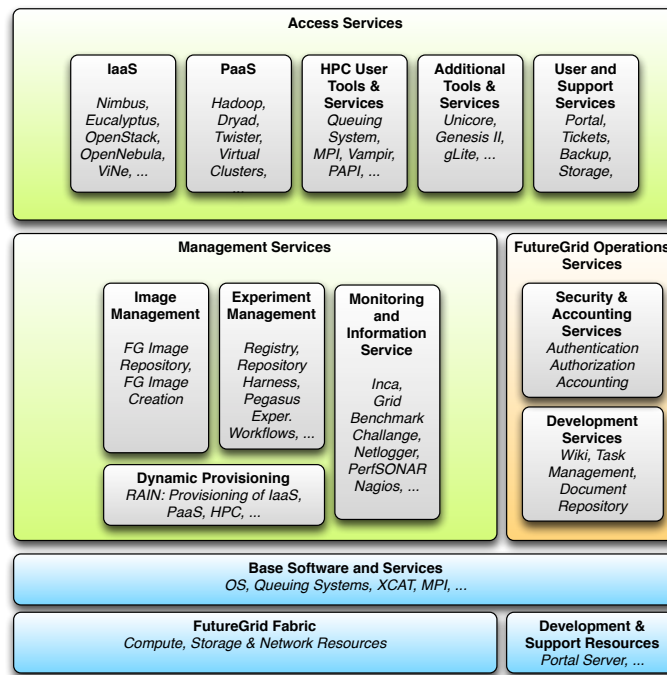 Access Services
IaaS
Nimbus,
Eucalyptus,
OpenStack,
OpenNebula,
ViNe, ...
PaaS
Hadoop,
Dryad,
Twister,
Virtual
Clusters,
...
HPC User
Tools &
Services
Queuing
System,
MPI, Vampir,
PAPI, ...
Additional
Tools &
Services
Unicore,
Genesis II,
gLite, ...
User and
Support
Services
Portal,
Tickets,
Backup,
Storage,
Management Services
Image
Management
FG Image
Repository,
FG Image
Creation
Experiment
Management
Registry,
Repository
Harness,
Pegasus
Exper.
Workflows, ...
Monitoring
and
Information
Service
Inca,
Grid
Benchmark
Challange,
Netlogger,
PerfSONAR
Nagios, ...
Dynamic Provisioning
RAIN: Provisioning of IaaS,
PaaS, HPC, ...
FutureGrid Operations
Services
Security &
Accounting
Services
Authentication
Authorization
Accounting
Development
Services
Wiki, Task
Management,
Document
Repository
Base Software and Services
OS, Queuing Systems, XCAT, MPI, ...
FutureGrid Fabric
Compute, Storage & Network Resources
Development &
Support Resources
Portal Server, ...